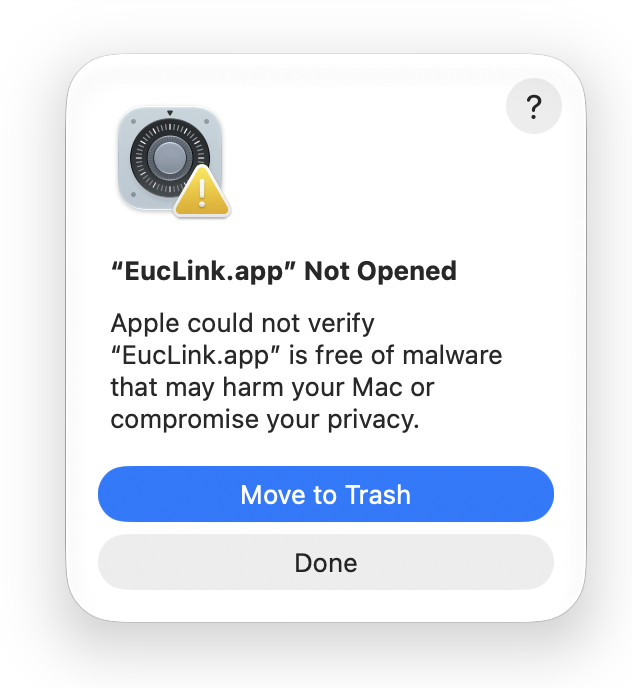 ?
“EucLink.app” Not Opened
Apple could not verify
“EucLink.app” is free of malware
that may harm your Mac or
compromise your privacy.
Move to Trash
Done